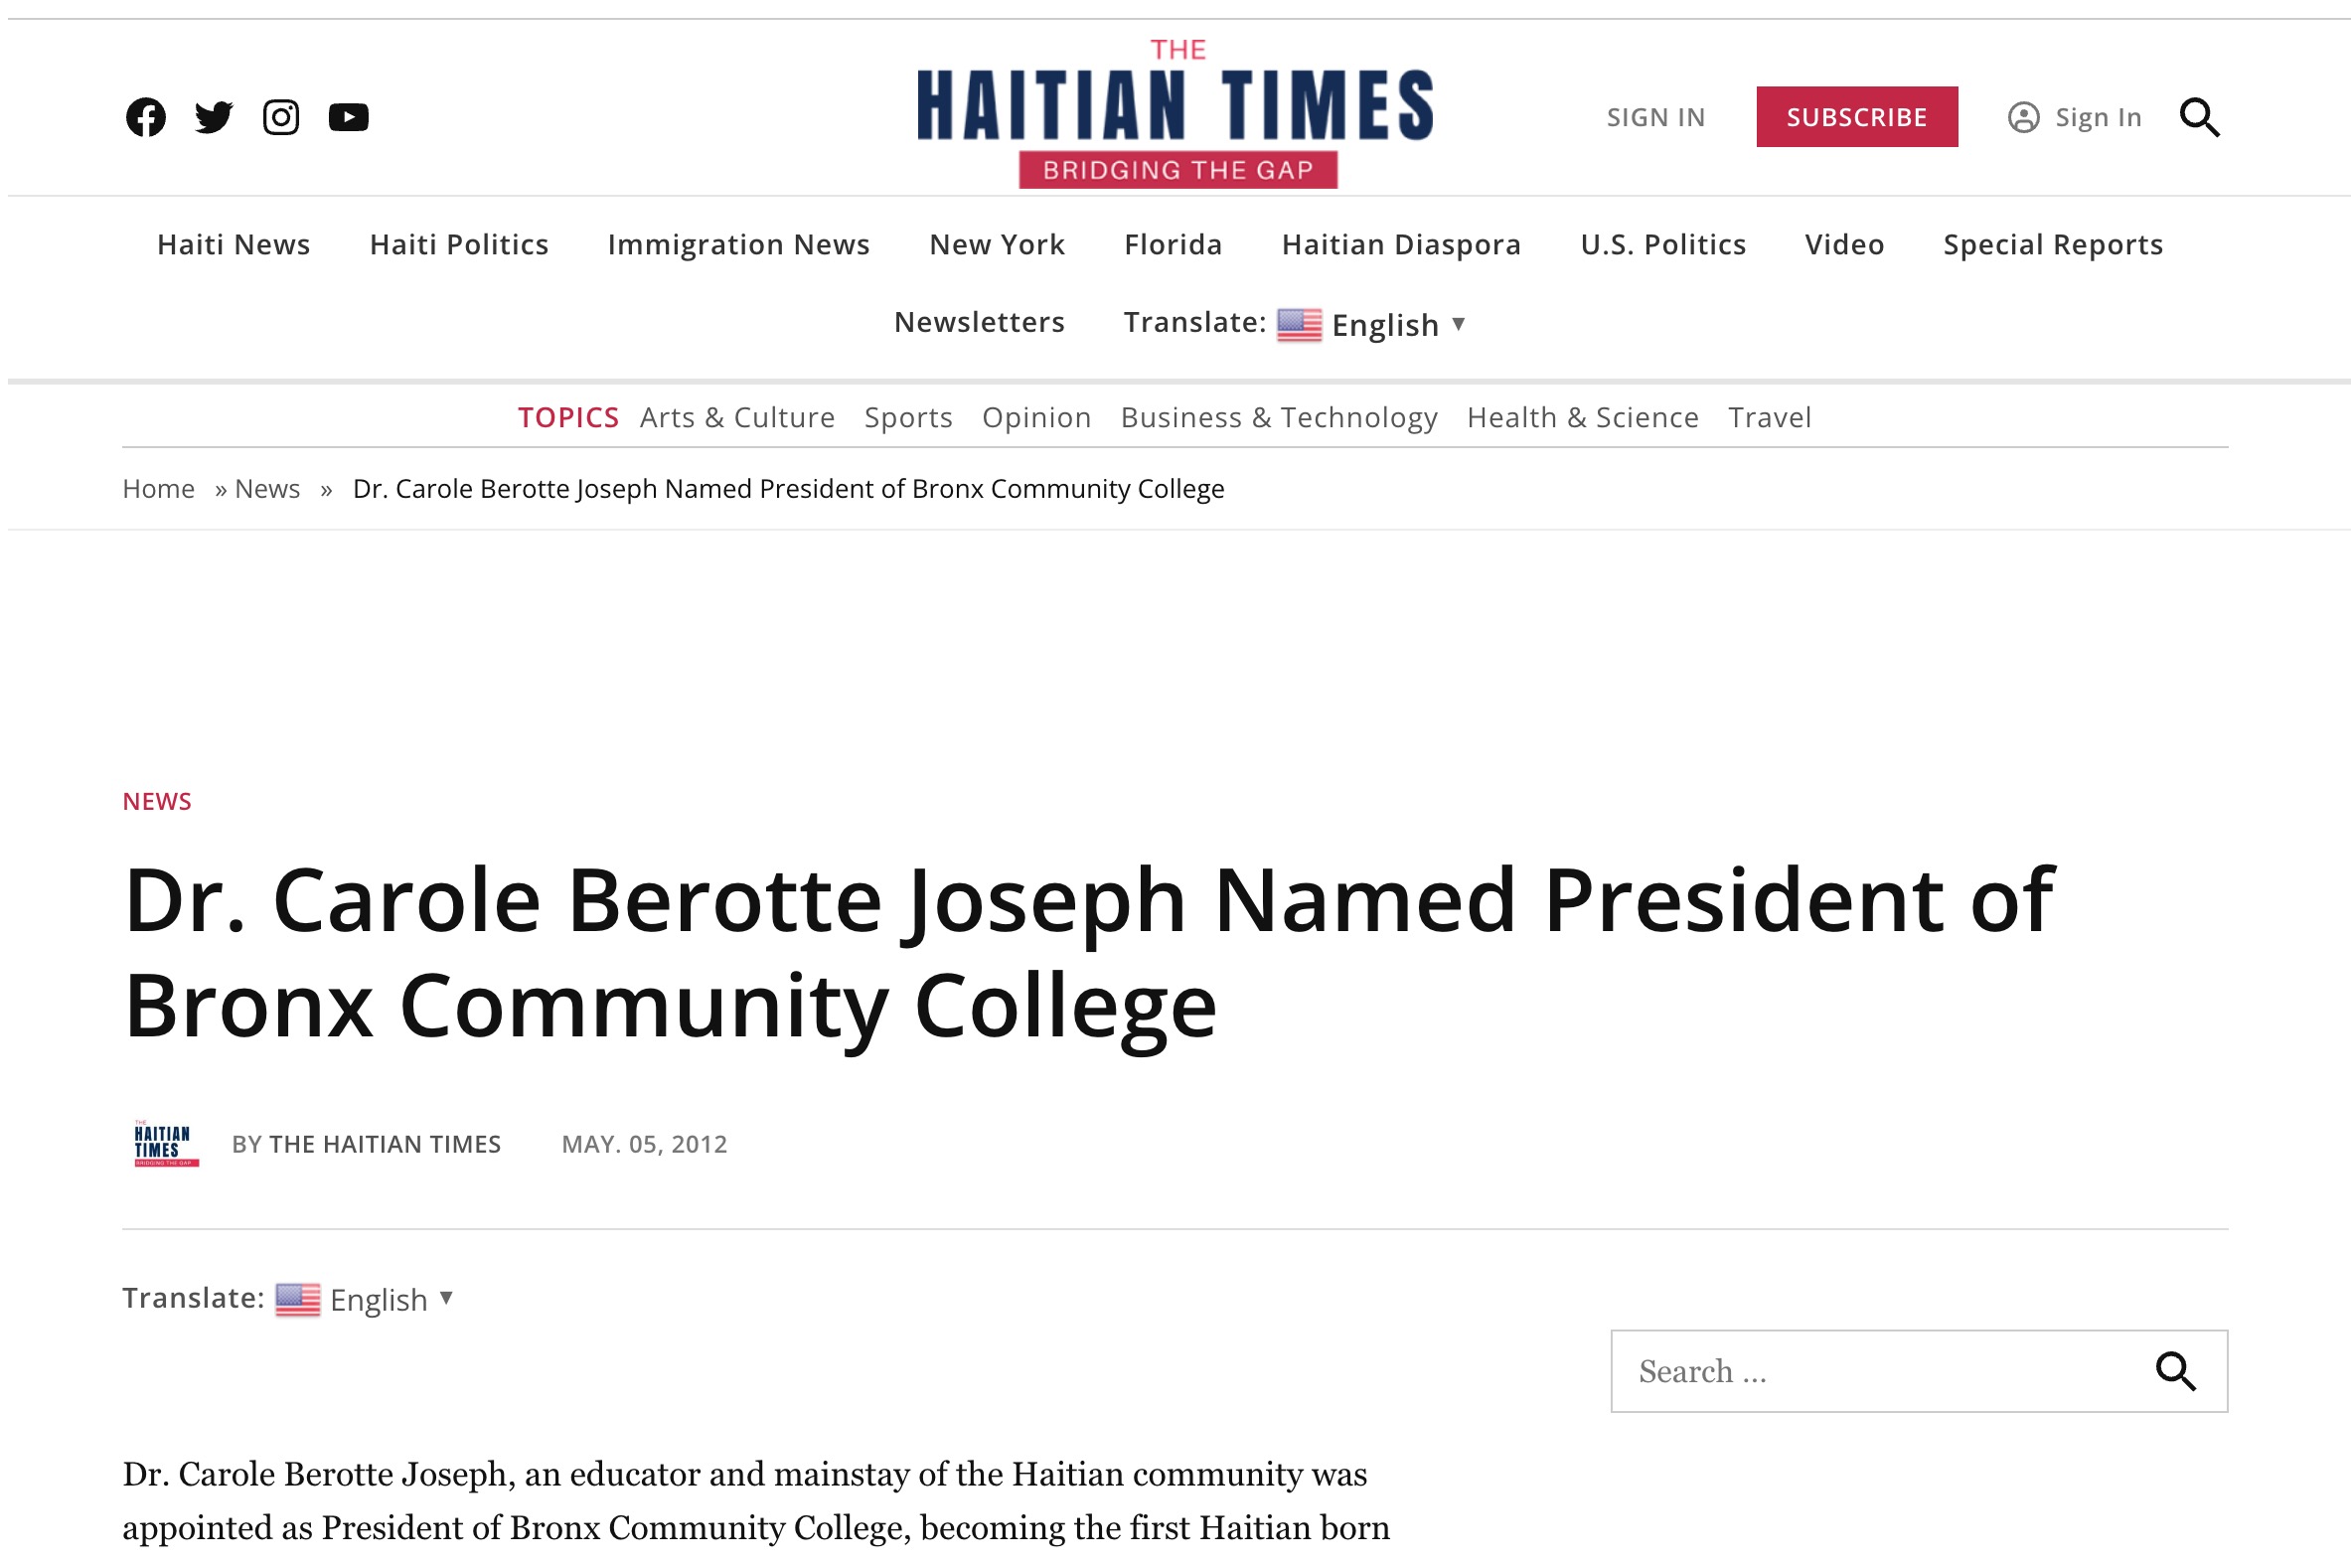 THE
HAITIAN TIMES
BRIDGING THE GAP
SIGN IN
SUBSCRIBE
Sign In
Haiti News Haiti Politics Immigration News New York Florida Haitian Diaspora U.S. Politics Video Special Reports
Newsletters Translate: English ▼
TOPICS Arts & Culture Sports Opinion Business & Technology Health & Science Travel
Home » News » Dr. Carole Berotte Joseph Named President of Bronx Community College
NEWS
Dr. Carole Berotte Joseph Named President of
Bronx Community College
THE
HAITIAN
TIMES
BRIDGING THE GAP
BY THE HAITIAN TIMES MAY. 05, 2012
Translate: English ▼
Search ...
Dr. Carole Berotte Joseph, an educator and mainstay of the Haitian community was
appointed as President of Bronx Community College, becoming the first Haitian born